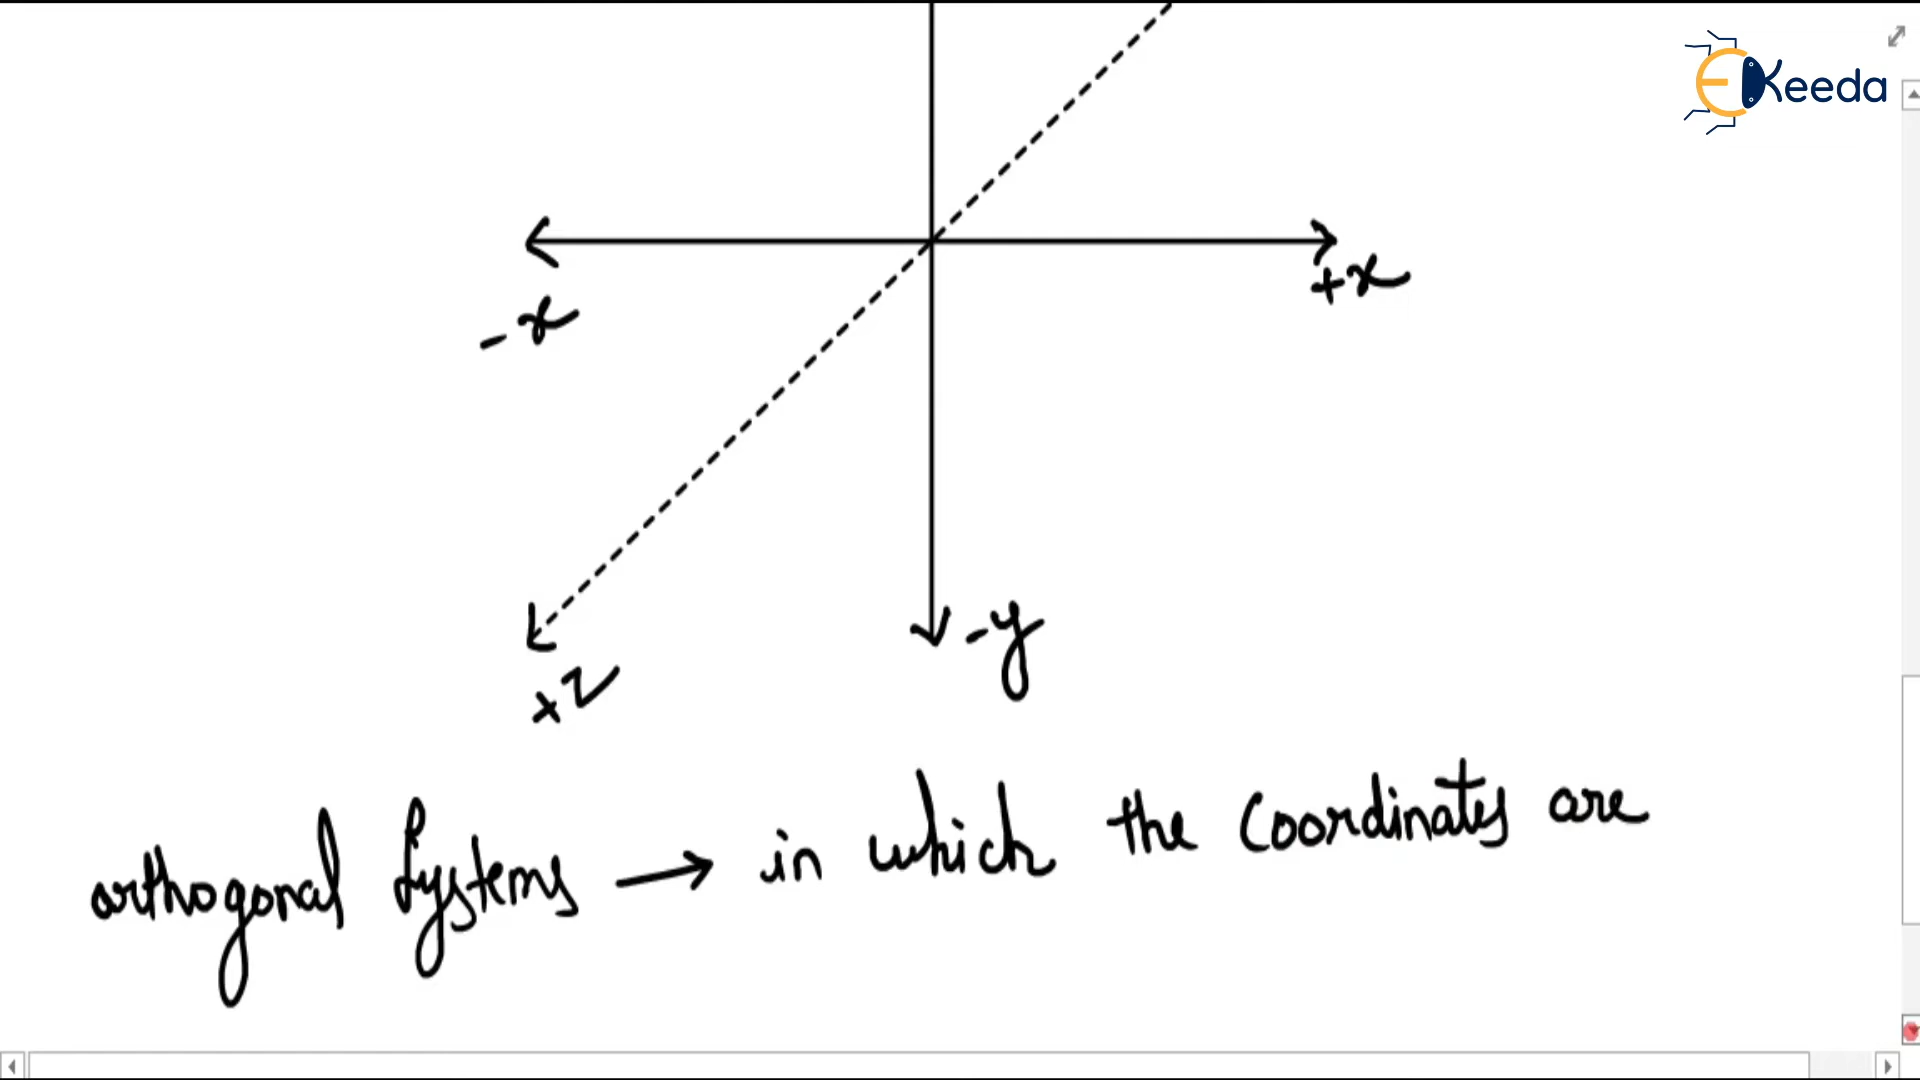 EKeeda
+x
-x
-y
+z
orthogonal Systems → in which the Coordinates are